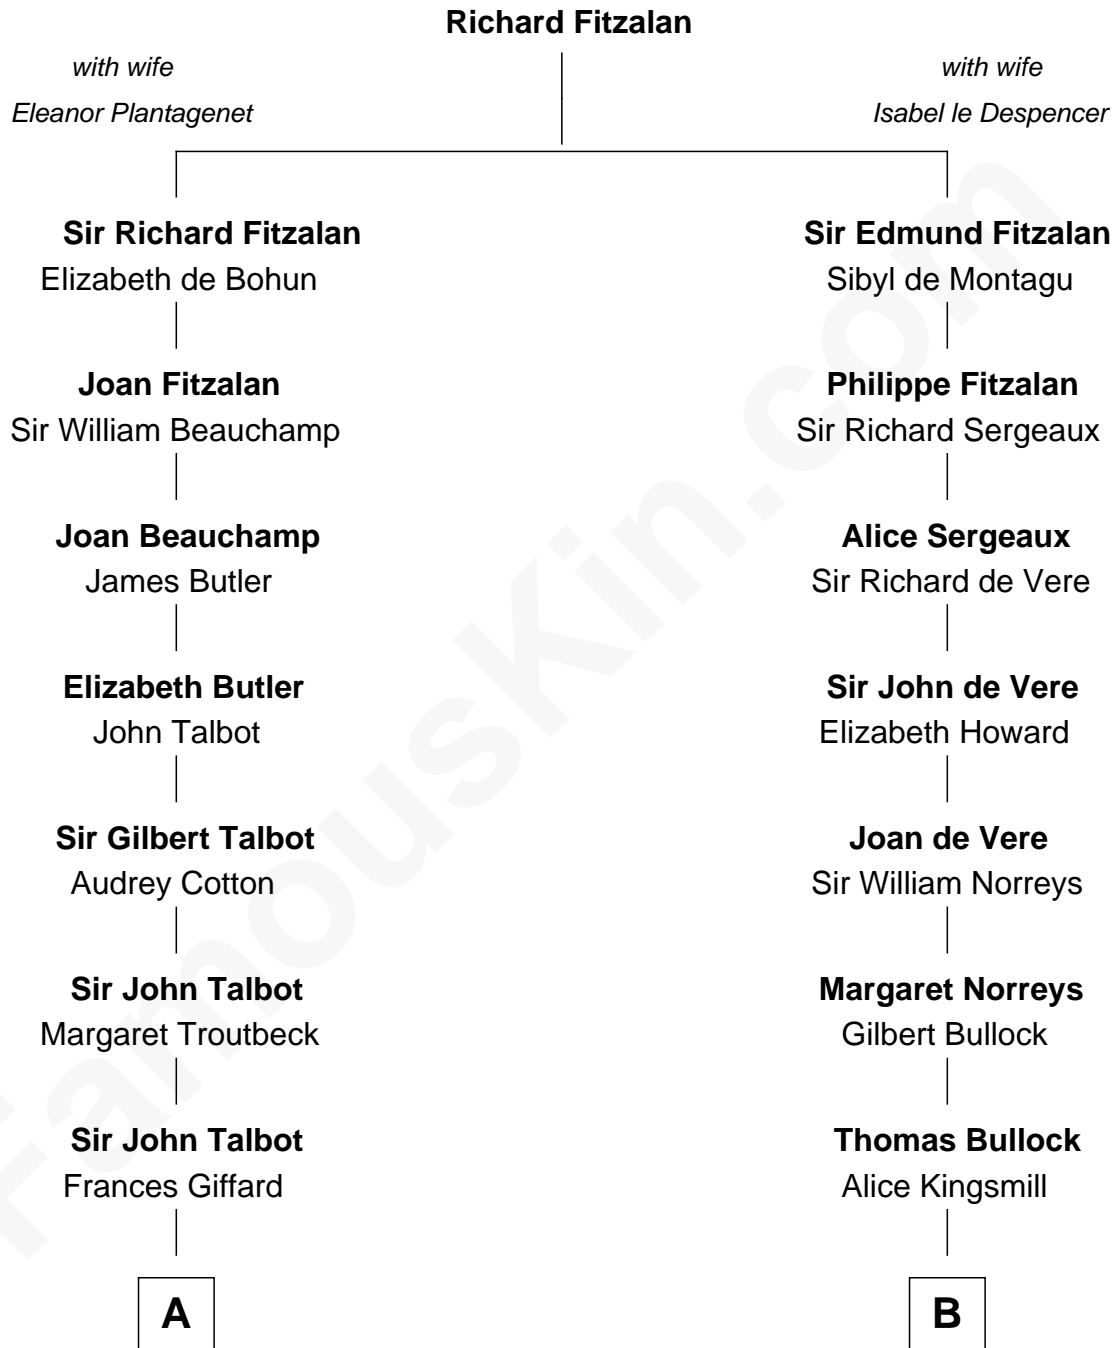 Richard Fitzalan
with wife
Eleanor Plantagenet
with wife
Isabel le Despencer
Sir Richard Fitzalan
Elizabeth de Bohun
Sir Edmund Fitzalan
Sibyl de Montagu
Joan Fitzalan
Sir William Beauchamp
Philippe Fitzalan
Sir Richard Sergeaux
Joan Beauchamp
James Butler
Alice Sergeaux
Sir Richard de Vere
Elizabeth Butler
John Talbot
Sir John de Vere
Elizabeth Howard
Sir Gilbert Talbot
Audrey Cotton
Joan de Vere
Sir William Norreys
Sir John Talbot
Margaret Troutbeck
Margaret Norreys
Gilbert Bullock
Sir John Talbot
Frances Giffard
Thomas Bullock
Alice Kingsmill
A
B
FamousKin.com